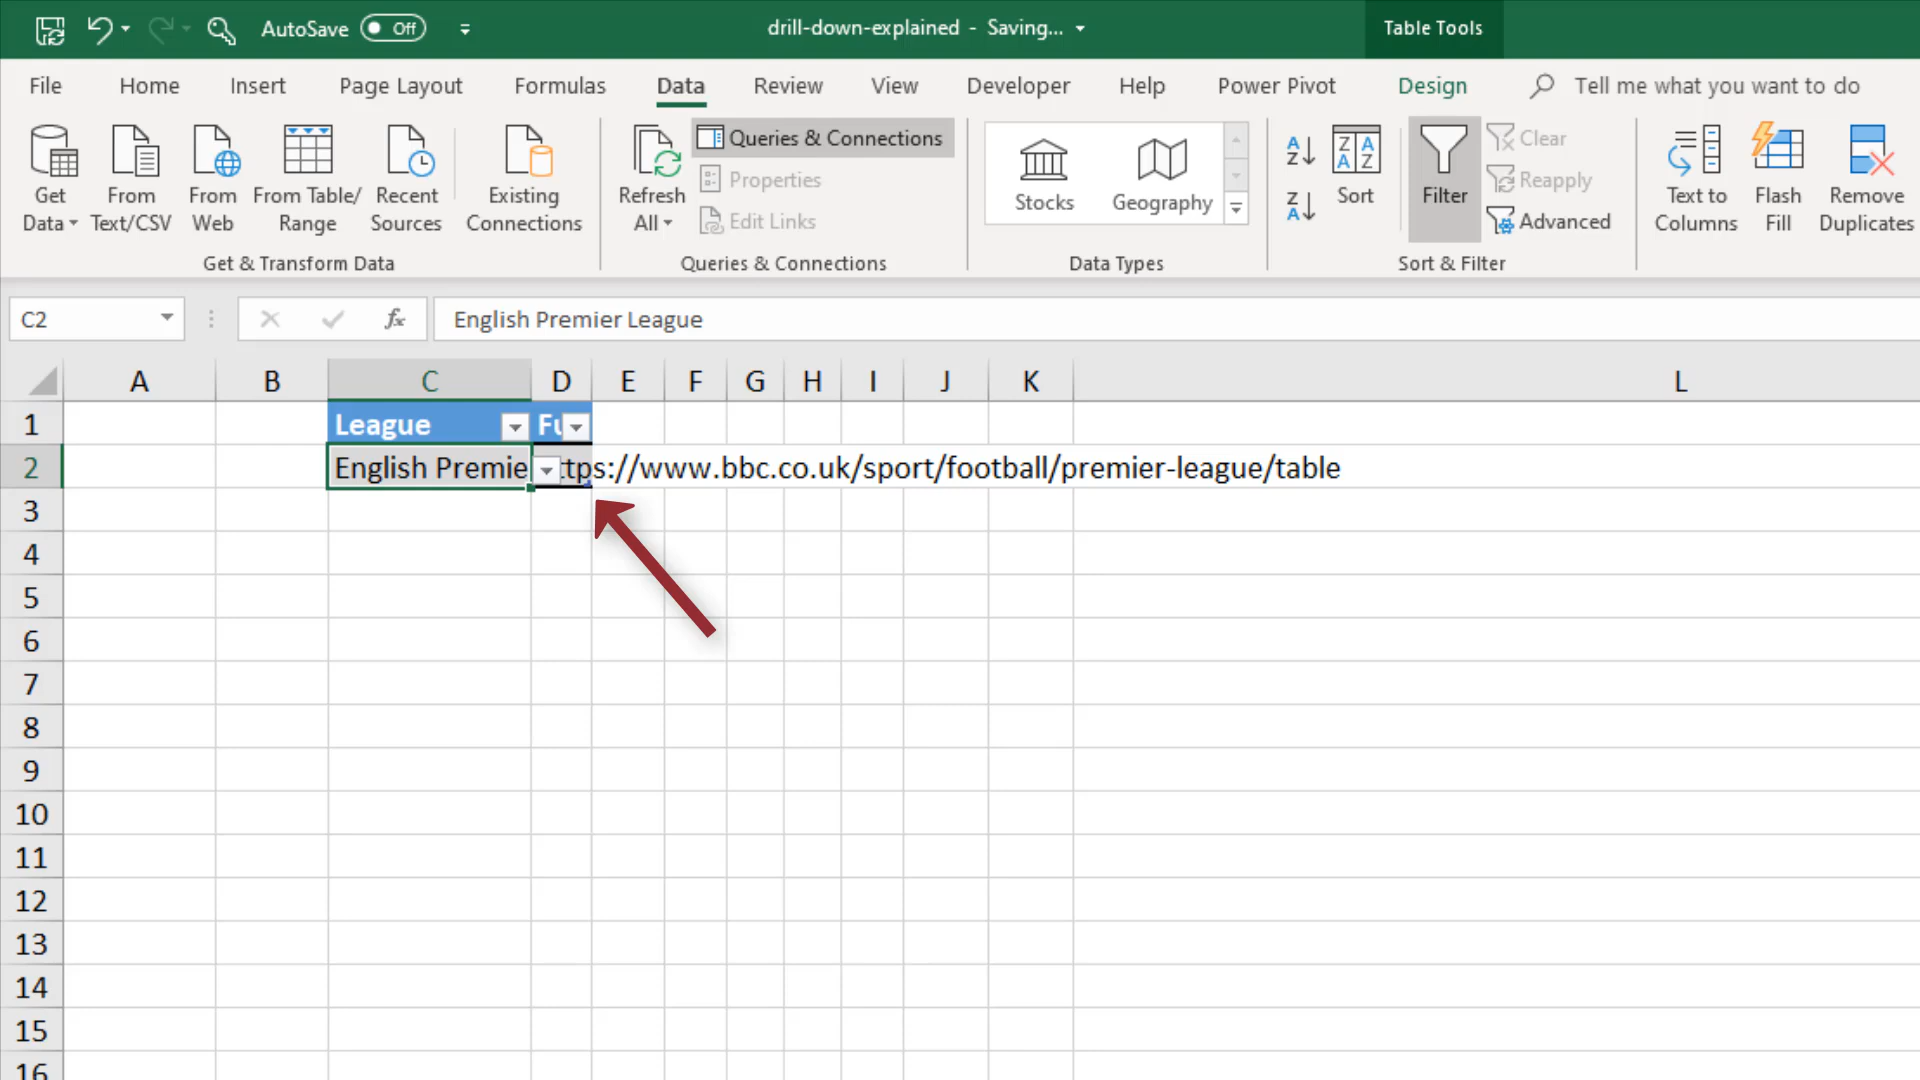 AutoSave Off
drill-down-explained - Saving...
Table Tools
File Home Insert Page Layout Formulas Data Review View Developer Help Power Pivot Design Tell me what you want to do
Get Data
From Text/CSV
From Web
From Table/ Range
Recent Sources
Existing Connections
Get & Transform Data
Refresh All
Queries & Connections
Properties
Edit Links
Queries & Connections
Stocks
Geography
Data Types
A Z
Z A
Z A A Z
Sort
Filter
Clear
Reapply
Advanced
Sort & Filter
Text to Columns
Flash Fill
Remove Duplicates
C2
fx
English Premier League
A B C D E F G H I J K L
1 League
2 English Premie tps://www.bbc.co.uk/sport/football/premier-league/table
3
4
5
6
7
8
9
10
11
12
13
14
15
16